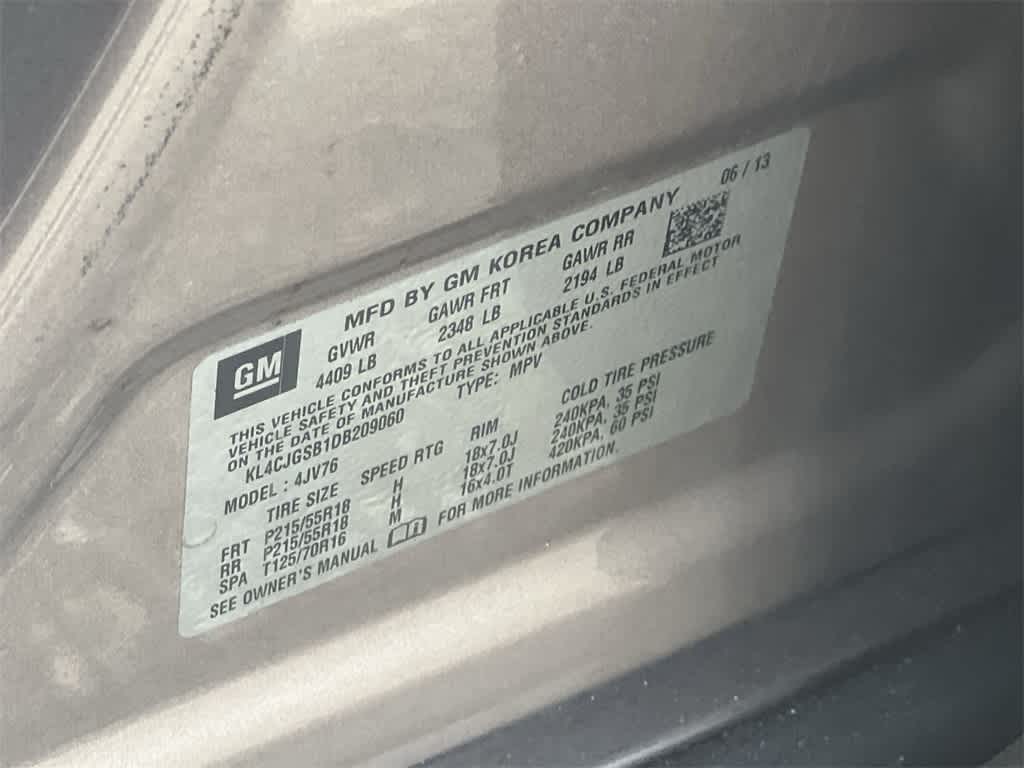 GM
MFD BY GM KOREA COMPANY 06 / 13
GVWR GAWR FRT GAWR RR
4409 LB 2348 LB 2194 LB
THIS VEHICLE CONFORMS TO ALL APPLICABLE U.S. FEDERAL MOTOR
VEHICLE SAFETY AND THEFT PREVENTION STANDARDS IN EFFECT
ON THE DATE OF MANUFACTURE SHOWN ABOVE.
KL4CJGSB1DB209060 TYPE: MPV
MODEL : 4JV76
TIRE SIZE SPEED RTG RIM COLD TIRE PRESSURE
FRT P215/55R18 H 18x7.0J 240KPA, 35 PSI
RR P215/55R18 H 18x7.0J 240KPA, 35 PSI
SPA T125/70R16 M 16x4.0T 420KPA, 60 PSI
SEE OWNER'S MANUAL FOR MORE INFORMATION.